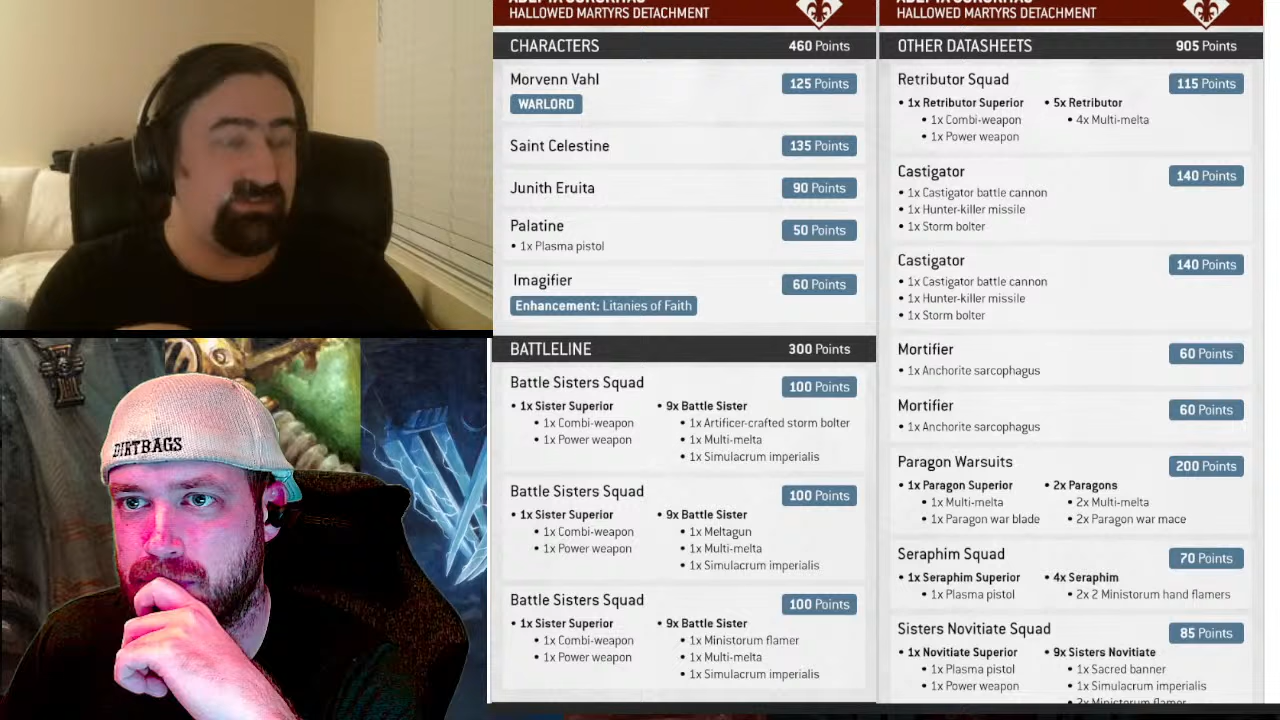 HALLOWED MARTYRS DETACHMENT
CHARACTERS 460 Points
Morvenn Vahl 125 Points
WARLORD
Saint Celestine 135 Points
Junith Eruita 90 Points
Palatine 50 Points
• 1x Plasma pistol
Imagifier 60 Points
Enhancement: Litanies of Faith
BATTLELINE 300 Points
Battle Sisters Squad 100 Points
• 1x Sister Superior • 9x Battle Sister
• 1x Combi-weapon • 1x Artificer-crafted storm bolter
• 1x Power weapon • 1x Multi-melta
• 1x Simulacrum imperialis
Battle Sisters Squad 100 Points
• 1x Sister Superior • 9x Battle Sister
• 1x Combi-weapon • 1x Meltagun
• 1x Power weapon • 1x Multi-melta
• 1x Simulacrum imperialis
Battle Sisters Squad 100 Points
• 1x Sister Superior • 9x Battle Sister
• 1x Combi-weapon • 1x Ministorum flamer
• 1x Power weapon • 1x Multi-melta
• 1x Simulacrum imperialis
HALLOWED MARTYRS DETACHMENT
OTHER DATASHEETS 905 Points
Retributor Squad 115 Points
• 1x Retributor Superior • 5x Retributor
• 1x Combi-weapon • 4x Multi-melta
• 1x Power weapon
Castigator 140 Points
• 1x Castigator battle cannon
• 1x Hunter-killer missile
• 1x Storm bolter
Castigator 140 Points
• 1x Castigator battle cannon
• 1x Hunter-killer missile
• 1x Storm bolter
Mortifier 60 Points
• 1x Anchorite sarcophagus
Mortifier 60 Points
• 1x Anchorite sarcophagus
Paragon Warsuits 200 Points
• 1x Paragon Superior • 2x Paragons
• 1x Multi-melta • 2x Multi-melta
• 1x Paragon war blade • 2x Paragon war mace
Seraphim Squad 70 Points
• 1x Seraphim Superior • 4x Seraphim
• 1x Plasma pistol • 2x 2 Ministorum hand flamers
Sisters Novitiate Squad 85 Points
• 1x Novitiate Superior • 9x Sisters Novitiate
• 1x Plasma pistol • 1x Sacred banner
• 1x Power weapon • 1x Simulacrum imperialis
• 2x Ministorum flamer
DIRTBAGS